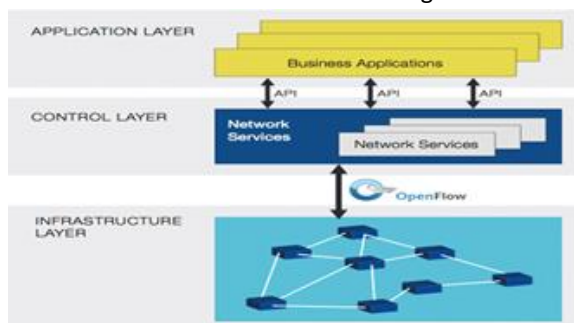 APPLICATION LAYER
Business Applications
API API API
CONTROL LAYER
Network
Services
Network Services
OpenFlow
INFRASTRUCTURE
LAYER